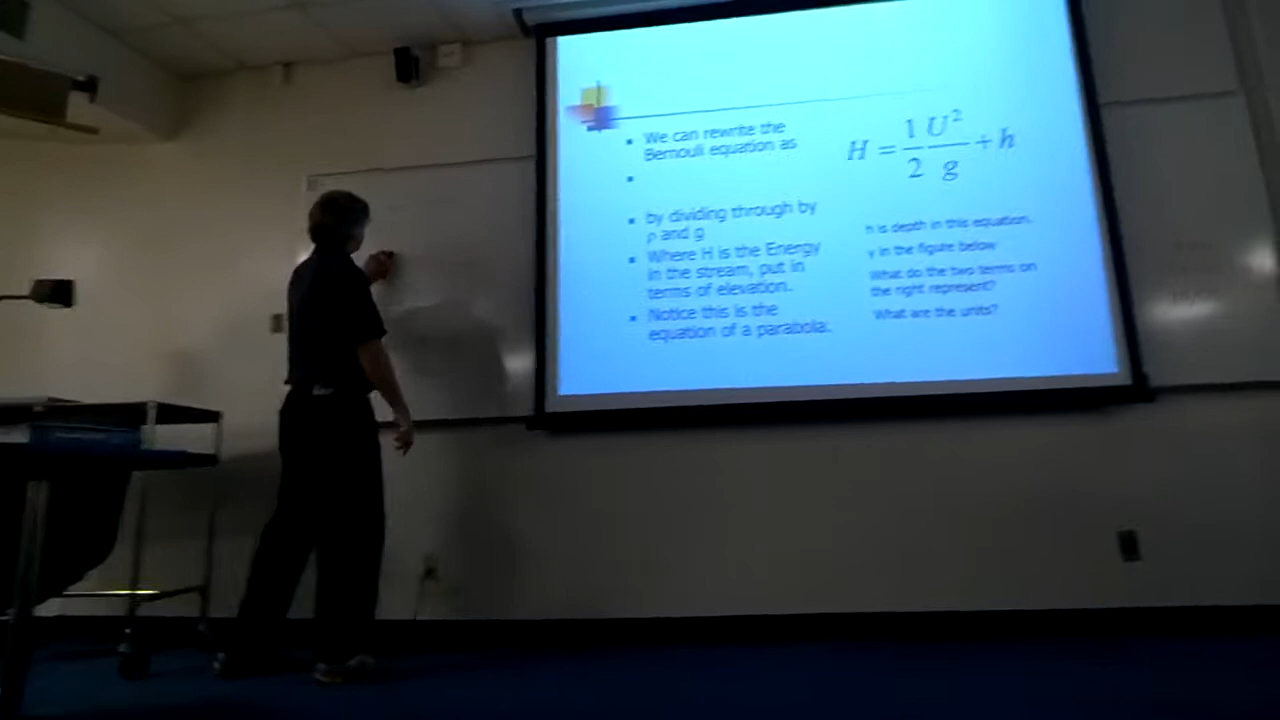 We can rewrite the
Bernouli equation as
H = 1/2 U²/g + h
by dividing through by
ρ and g
Where H is the Energy
in the stream, put in
terms of elevation.
Notice this is the
equation of a parabola.
h is depth in this equation.
y in the figure below
What do the two terms on
the right represent?
What are the units?